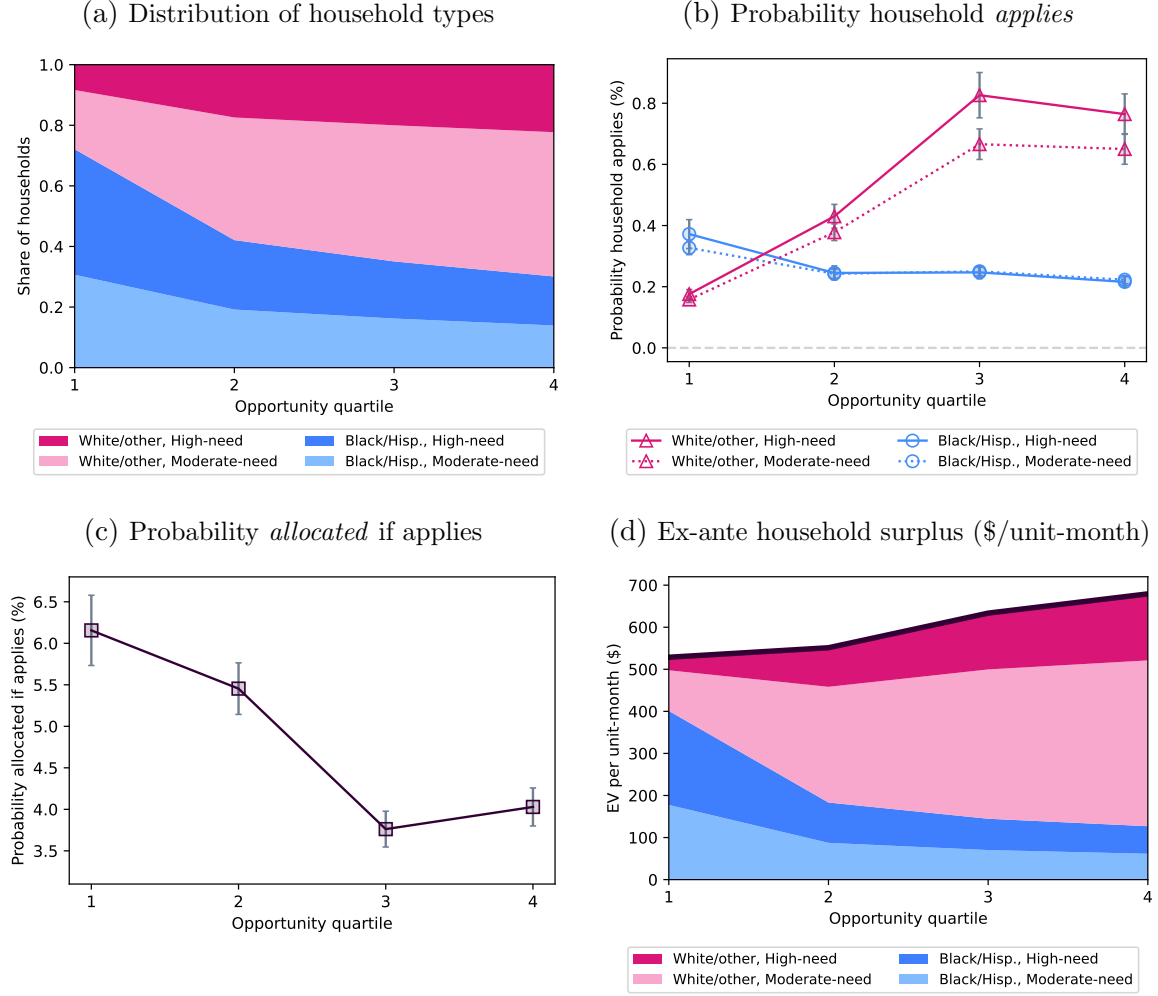 (a) Distribution of household types
Share of households
1.0
0.8
0.6
0.4
0.2
0.0
1 2 3 4
Opportunity quartile
White/other, High-need Black/Hisp., High-need
White/other, Moderate-need Black/Hisp., Moderate-need
(b) Probability household applies
Probability household applies (%)
0.8
0.6
0.4
0.2
0.0
1 2 3 4
Opportunity quartile
White/other, High-need Black/Hisp., High-need
White/other, Moderate-need Black/Hisp., Moderate-need
(c) Probability allocated if applies
Probability allocated if applies (%)
6.5
6.0
5.5
5.0
4.5
4.0
3.5
1 2 3 4
Opportunity quartile
(d) Ex-ante household surplus ($/unit-month)
EV per unit-month ($)
700
600
500
400
300
200
100
0
1 2 3 4
Opportunity quartile
White/other, High-need Black/Hisp., High-need
White/other, Moderate-need Black/Hisp., Moderate-need